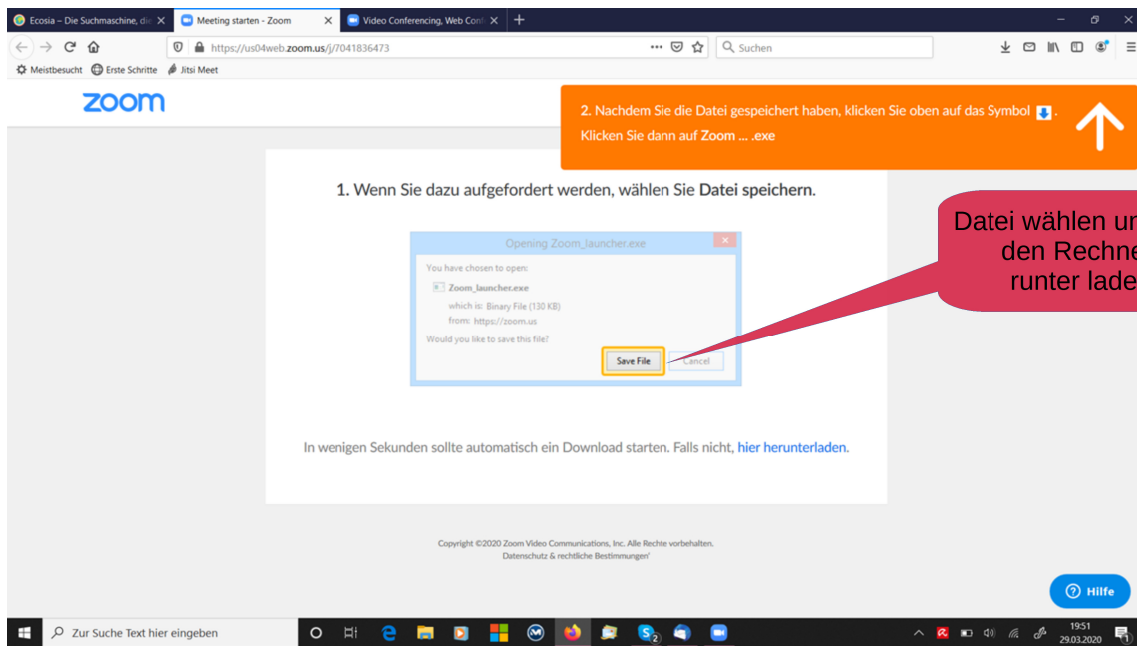 Ecosia – Die Suchmaschine, die
Meeting starten - Zoom
Video Conferencing, Web Conf
https://us04web.zoom.us/j/7041836473
Suchen
Meistbesucht
Erste Schritte
Jitsi Meet
zoom
2. Nachdem Sie die Datei gespeichert haben, klicken Sie oben auf das Symbol .
Klicken Sie dann auf Zoom ... .exe
1. Wenn Sie dazu aufgefordert werden, wählen Sie Datei speichern.
Datei wählen un
den Rechne
runter lade
Opening Zoom_launcher.exe
You have chosen to open:
Zoom_launcher.exe
which is: Binary File (130 KB)
from: https://zoom.us
Would you like to save this file?
Save File
Cancel
In wenigen Sekunden sollte automatisch ein Download starten. Falls nicht, hier herunterladen.
Copyright ©2020 Zoom Video Communications, Inc. Alle Rechte vorbehalten.
Datenschutz & rechtliche Bestimmungen'
Hilfe
Zur Suche Text hier eingeben
2
19:51
29.03.2020
1